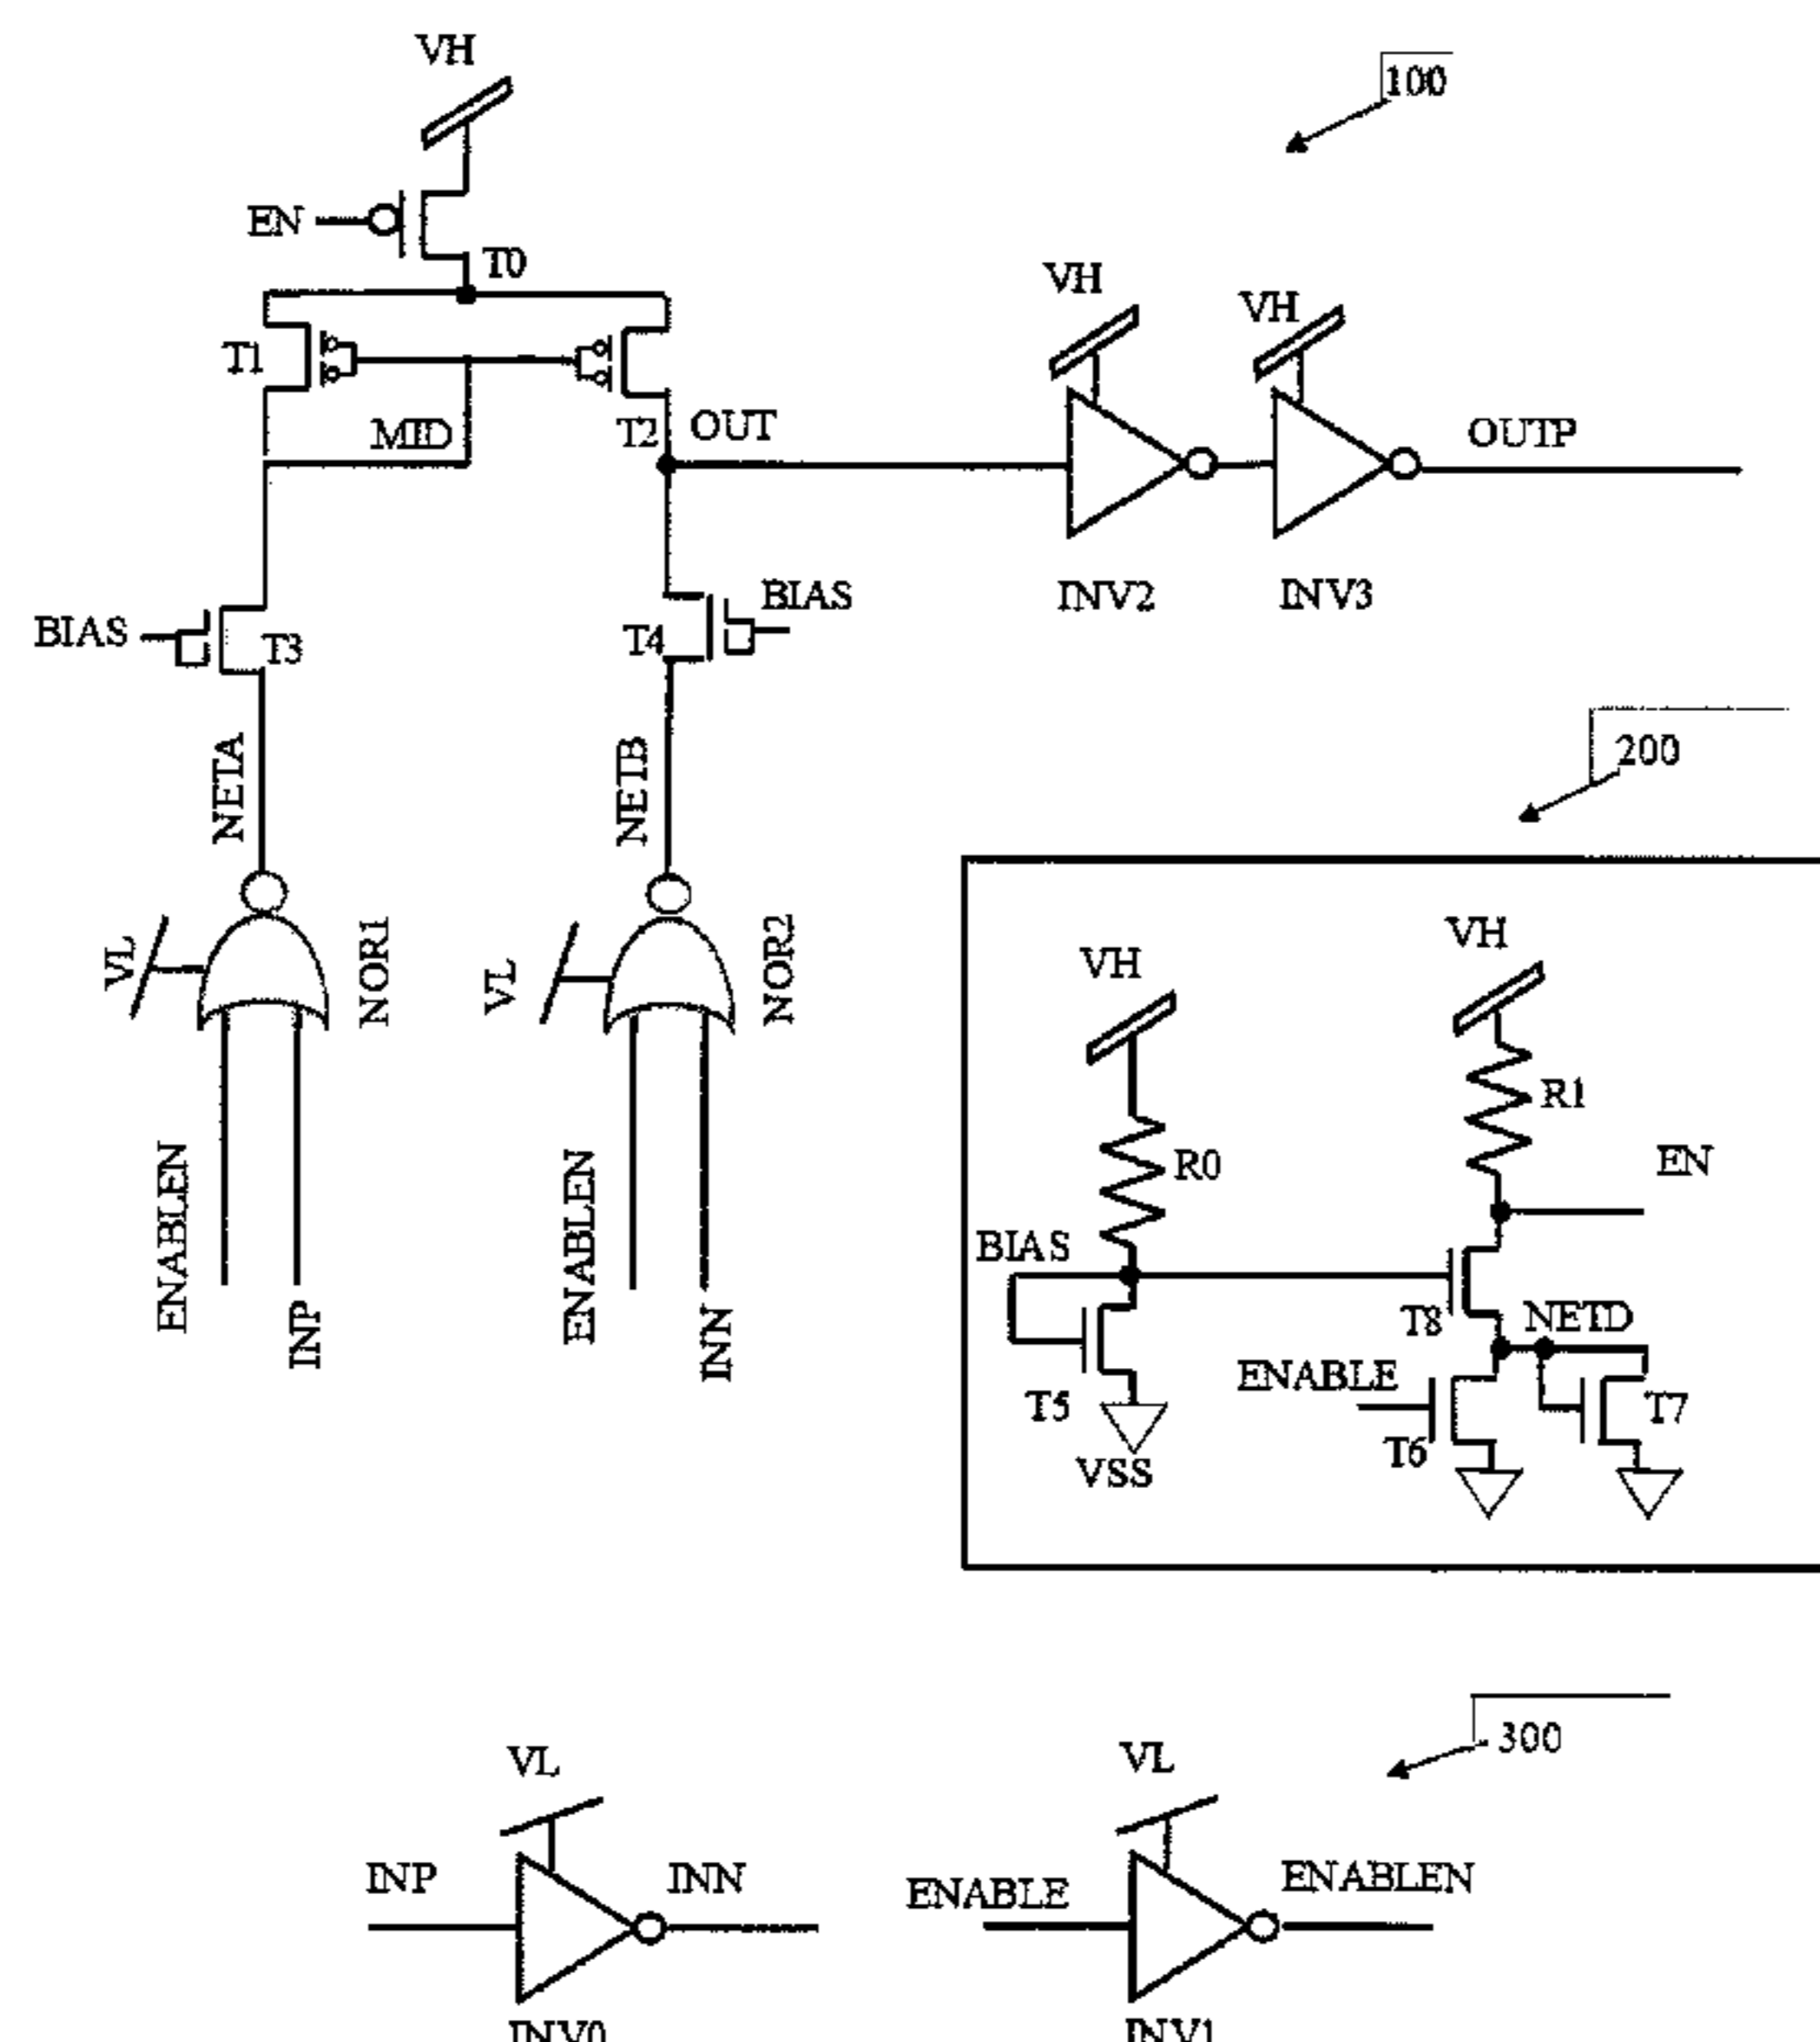 VH
100
EN
T0
VH
VH
T1
MID
T2
OUT
OUTP
BIAS
T3
T4
BIAS
INV2
INV3
NETA
NETB
200
VL
NOR1
VL
NOR2
VH
VH
R0
R1
EN
BIAS
T8
NETD
ENABLE
T5
T6
T7
VSS
ENABLEN
INP
ENABLEN
INN
300
VL
VL
INP
INN
ENABLE
ENABLEN
INV0
INV1